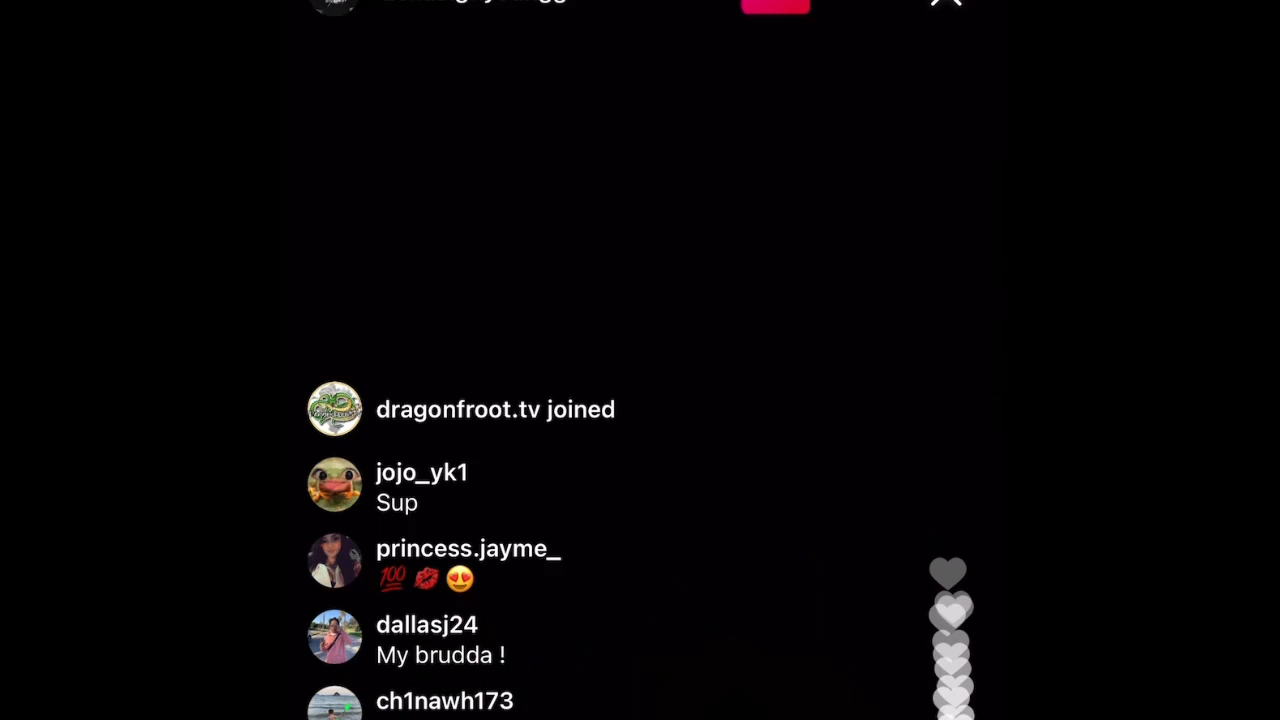 dragonfroot.tv joined
jojo_yk1
Sup
princess.jayme_
💯 💋 😍
dallasj24
My brudda !
ch1nawh173